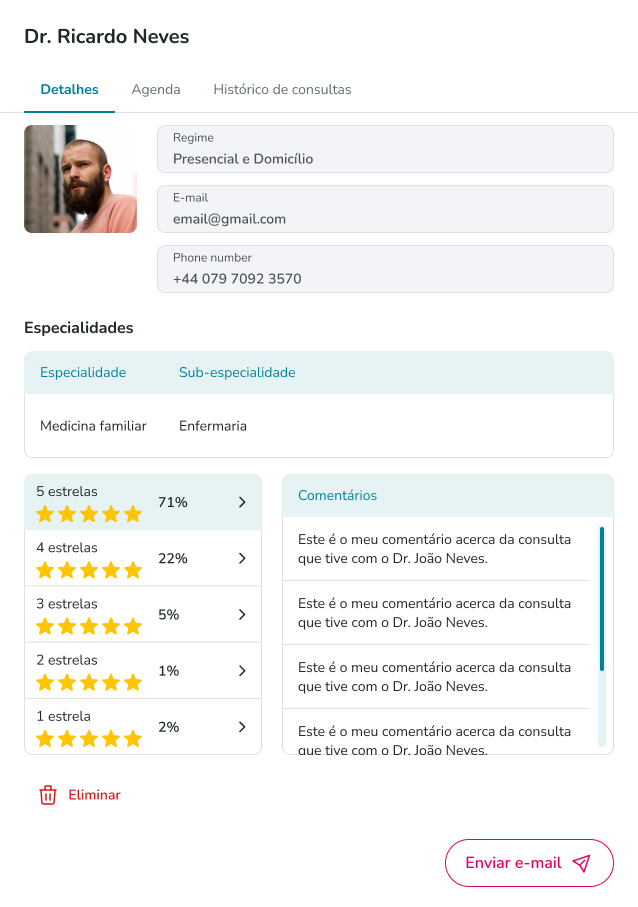 Dr. Ricardo Neves
Detalhes
Agenda
Histórico de consultas
Regime
Presencial e Domicílio
E-mail
email@gmail.com
Phone number
+44 079 7092 3570
Especialidades
Especialidade
Sub-especialidade
Medicina familiar
Enfermaria
5 estrelas
71%
4 estrelas
22%
3 estrelas
5%
2 estrelas
1%
1 estrela
2%
Comentários
Este é o meu comentário acerca da consulta
que tive com o Dr. João Neves.
Este é o meu comentário acerca da consulta
que tive com o Dr. João Neves.
Este é o meu comentário acerca da consulta
que tive com o Dr. João Neves.
Este é o meu comentário acerca da consulta
que tive com o Dr. João Neves.
Eliminar
Enviar e-mail